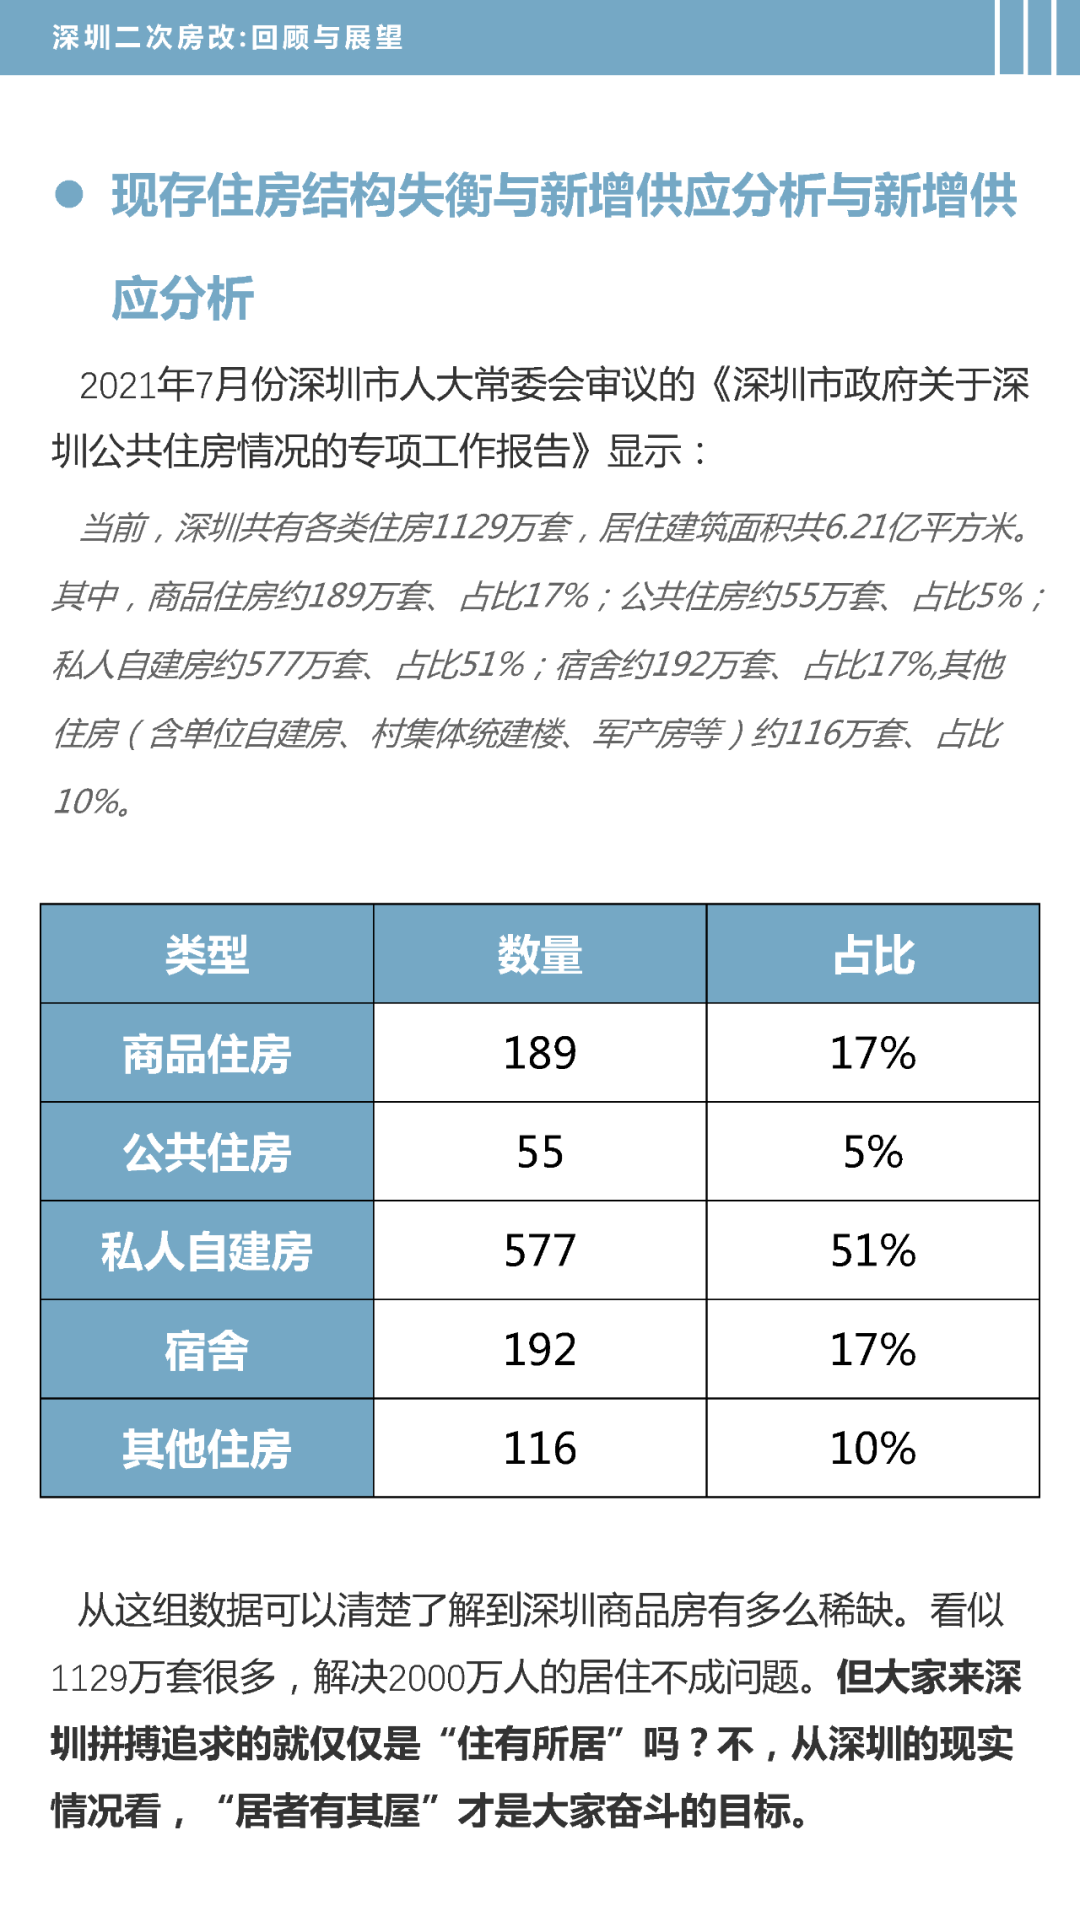 深圳二次房改:回顾与展望
现存住房结构失衡与新增供应分析与新增供
应分析
2021年7月份深圳市人大常委会审议的《深圳市政府关于深
圳公共住房情况的专项工作报告》显示：
当前，深圳共有各类住房1129万套，居住建筑面积共6.21亿平方米。
其中，商品住房约189万套、占比17%；公共住房约55万套、占比5%；
私人自建房约577万套、占比51%；宿舍约192万套、占比17%,其他
住房（含单位自建房、村集体统建楼、军产房等）约116万套、占比
10%。
类型 数量 占比
商品住房 189 17%
公共住房 55 5%
私人自建房 577 51%
宿舍 192 17%
其他住房 116 10%
从这组数据可以清楚了解到深圳商品房有多么稀缺。看似
1129万套很多，解决2000万人的居住不成问题。但大家来深
圳拼搏追求的就仅仅是“住有所居”吗？不，从深圳的现实
情况看，“居者有其屋”才是大家奋斗的目标。